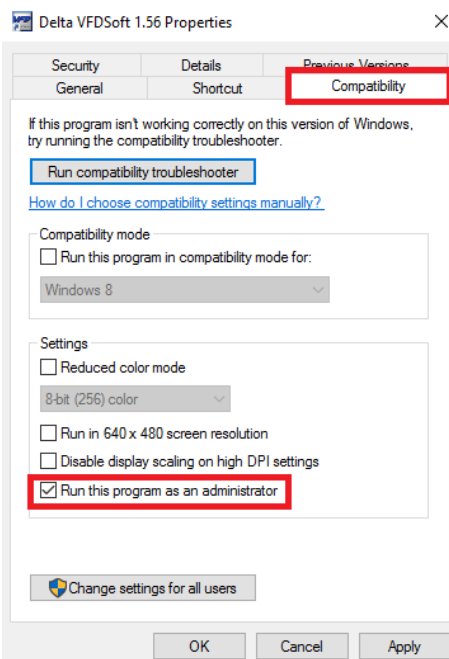 Delta VFDSoft 1.56 Properties
Security Details Previous Versions
General Shortcut Compatibility
If this program isn't working correctly on this version of Windows,
try running the compatibility troubleshooter.
Run compatibility troubleshooter
How do I choose compatibility settings manually?
Compatibility mode
Run this program in compatibility mode for:
Windows 8
Settings
Reduced color mode
8-bit (256) color
Run in 640 x 480 screen resolution
Disable display scaling on high DPI settings
Run this program as an administrator
Change settings for all users
OK Cancel Apply